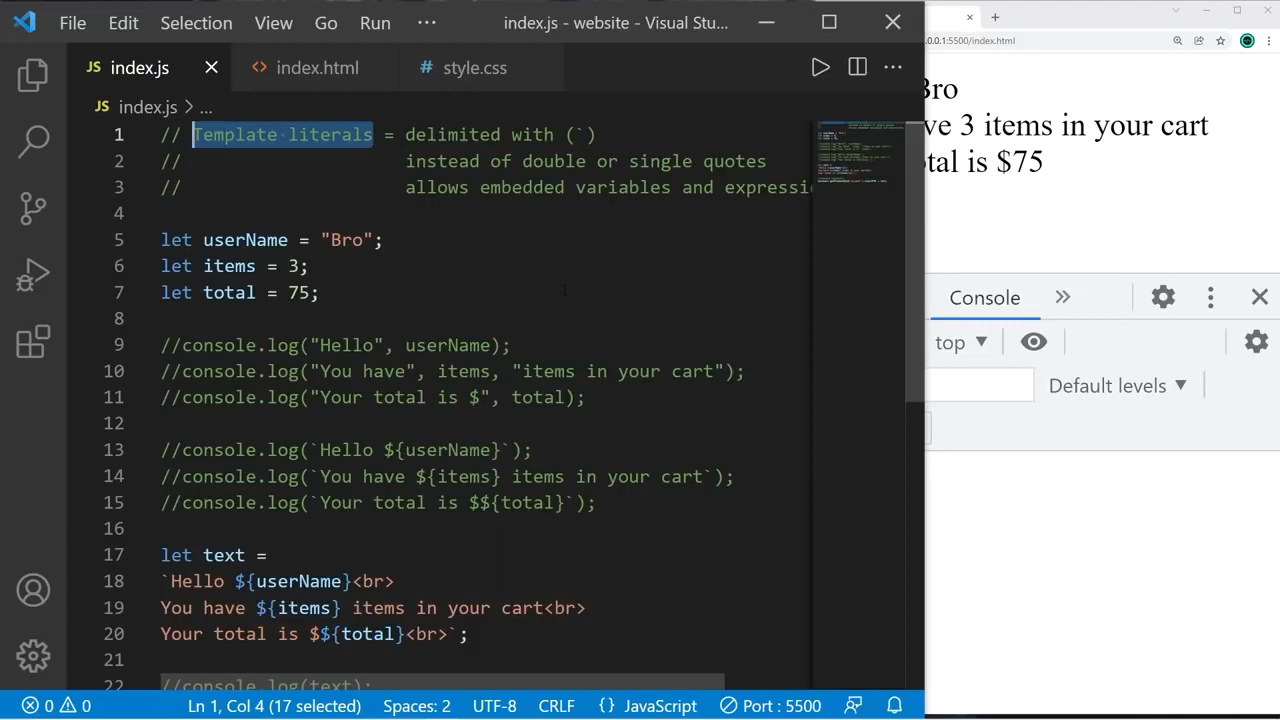 File Edit Selection View Go Run ··· index.js - website - Visual Stu...
JS index.js <> index.html # style.css
JS index.js > ...
1 // Template literals = delimited with (`)
2 // instead of double or single quotes
3 // allows embedded variables and expressi
4
5 let userName = "Bro";
6 let items = 3;
7 let total = 75;
8
9 //console.log("Hello", userName);
10 //console.log("You have", items, "items in your cart");
11 //console.log("Your total is $", total);
12
13 //console.log(`Hello ${userName}`);
14 //console.log(`You have ${items} items in your cart`);
15 //console.log(`Your total is $${total}`);
16
17 let text =
18 `Hello ${userName}<br>
19 You have ${items} items in your cart<br>
20 Your total is $${total}<br>`;
21
22 //console.log(text);
0 0 Ln 1, Col 4 (17 selected) Spaces: 2 UTF-8 CRLF {} JavaScript Port : 5500
.0.0.1:5500/index.html
Bro
ve 3 items in your cart
tal is $75
Console
top
Default levels